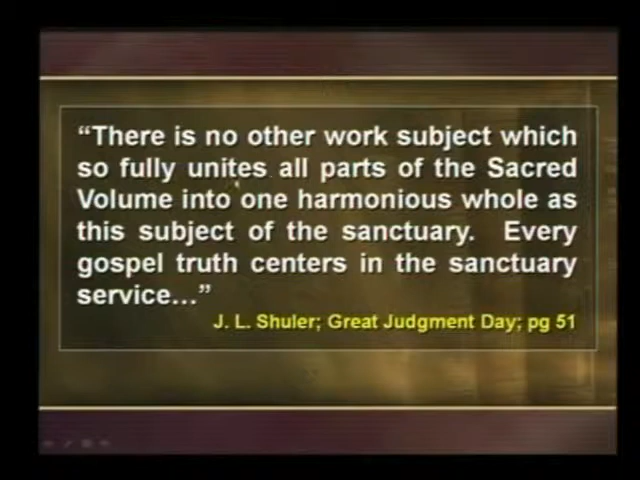 “There is no other work subject which
so fully unites all parts of the Sacred
Volume into one harmonious whole as
this subject of the sanctuary. Every
gospel truth centers in the sanctuary
service…”
J. L. Shuler; Great Judgment Day; pg 51